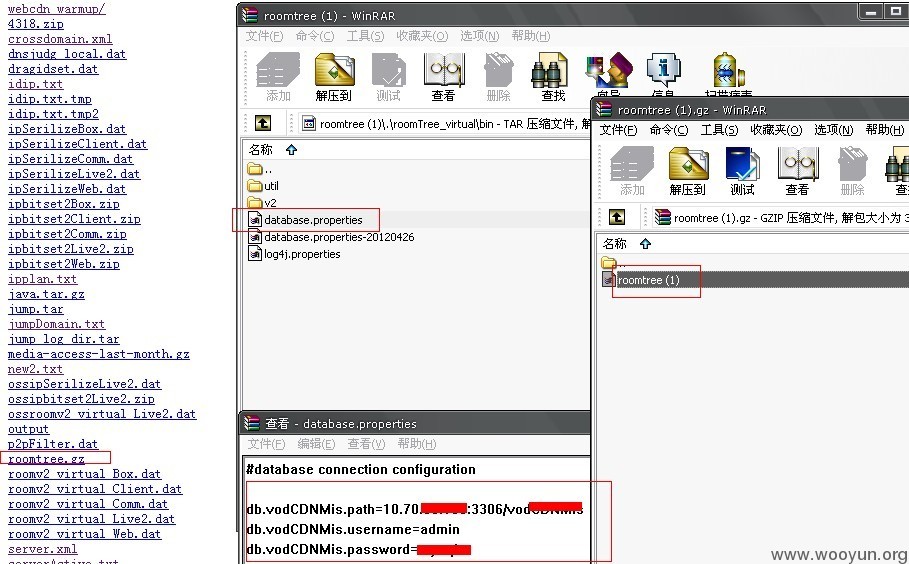 webcdn_warmup/
4318.zip
crossdomain.xml
dnsjudg_local.dat
dragidset.dat
idip.txt
idip.txt.tmp
idip.txt.tmp2
ipSerilizeBox.dat
ipSerilizeClient.dat
ipSerilizeComm.dat
ipSerilizeLive2.dat
ipSerilizeWeb.dat
ipbitset2Box.zip
ipbitset2Client.zip
ipbitset2Comm.zip
ipbitset2Live2.zip
ipbitset2Web.zip
ipplan.txt
java.tar.gz
jump.tar
jumpDomain.txt
jump_log_dir.tar
media-access-last-month.gz
new2.txt
ossipSerilizeLive2.dat
ossipbitset2Live2.zip
ossroomv2_virtual_Live2.dat
output
p2pFilter.dat
roomtree.gz
roomv2_virtual_Box.dat
roomv2_virtual_Client.dat
roomv2_virtual_Comm.dat
roomv2_virtual_Live2.dat
roomv2_virtual_Web.dat
server.xml
serverActive.txt
roomtree (1) - WinRAR
文件(F) 命令(C) 工具(S) 收藏夹(O) 选项(N) 帮助(H)
添加 解压到 测试 查看 删除 查找 向导 信息 扫描病毒
roomtree (1)\.\roomTree_virtual\bin - TAR 压缩文件, 解
名称
..
util
v2
database.properties
database.properties-20120426
log4j.properties
roomtree (1).gz - WinRAR
文件(F) 命令(C) 工具(S) 收藏夹(O) 选项(N) 帮助(H)
添加 解压到 测试 查看 删除
roomtree (1).gz - GZIP 压缩文件, 解包大小为 3
名称
..
roomtree (1)
查看 - database.properties
文件(F) 编辑(E) 查看(V) 帮助(H)
#database connection configuration
db.vodCDNMis.path=10.70. :3306/
db.vodCDNMis.username=admin
db.vodCDNMis.password=
www.wooyun.org